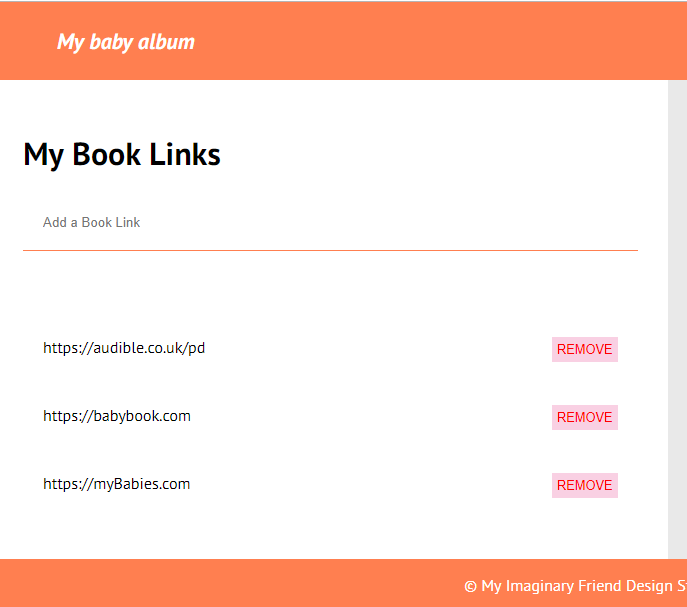 My baby album
My Book Links
Add a Book Link
https://audible.co.uk/pd REMOVE
https://babybook.com REMOVE
https://myBabies.com REMOVE
© My Imaginary Friend Design